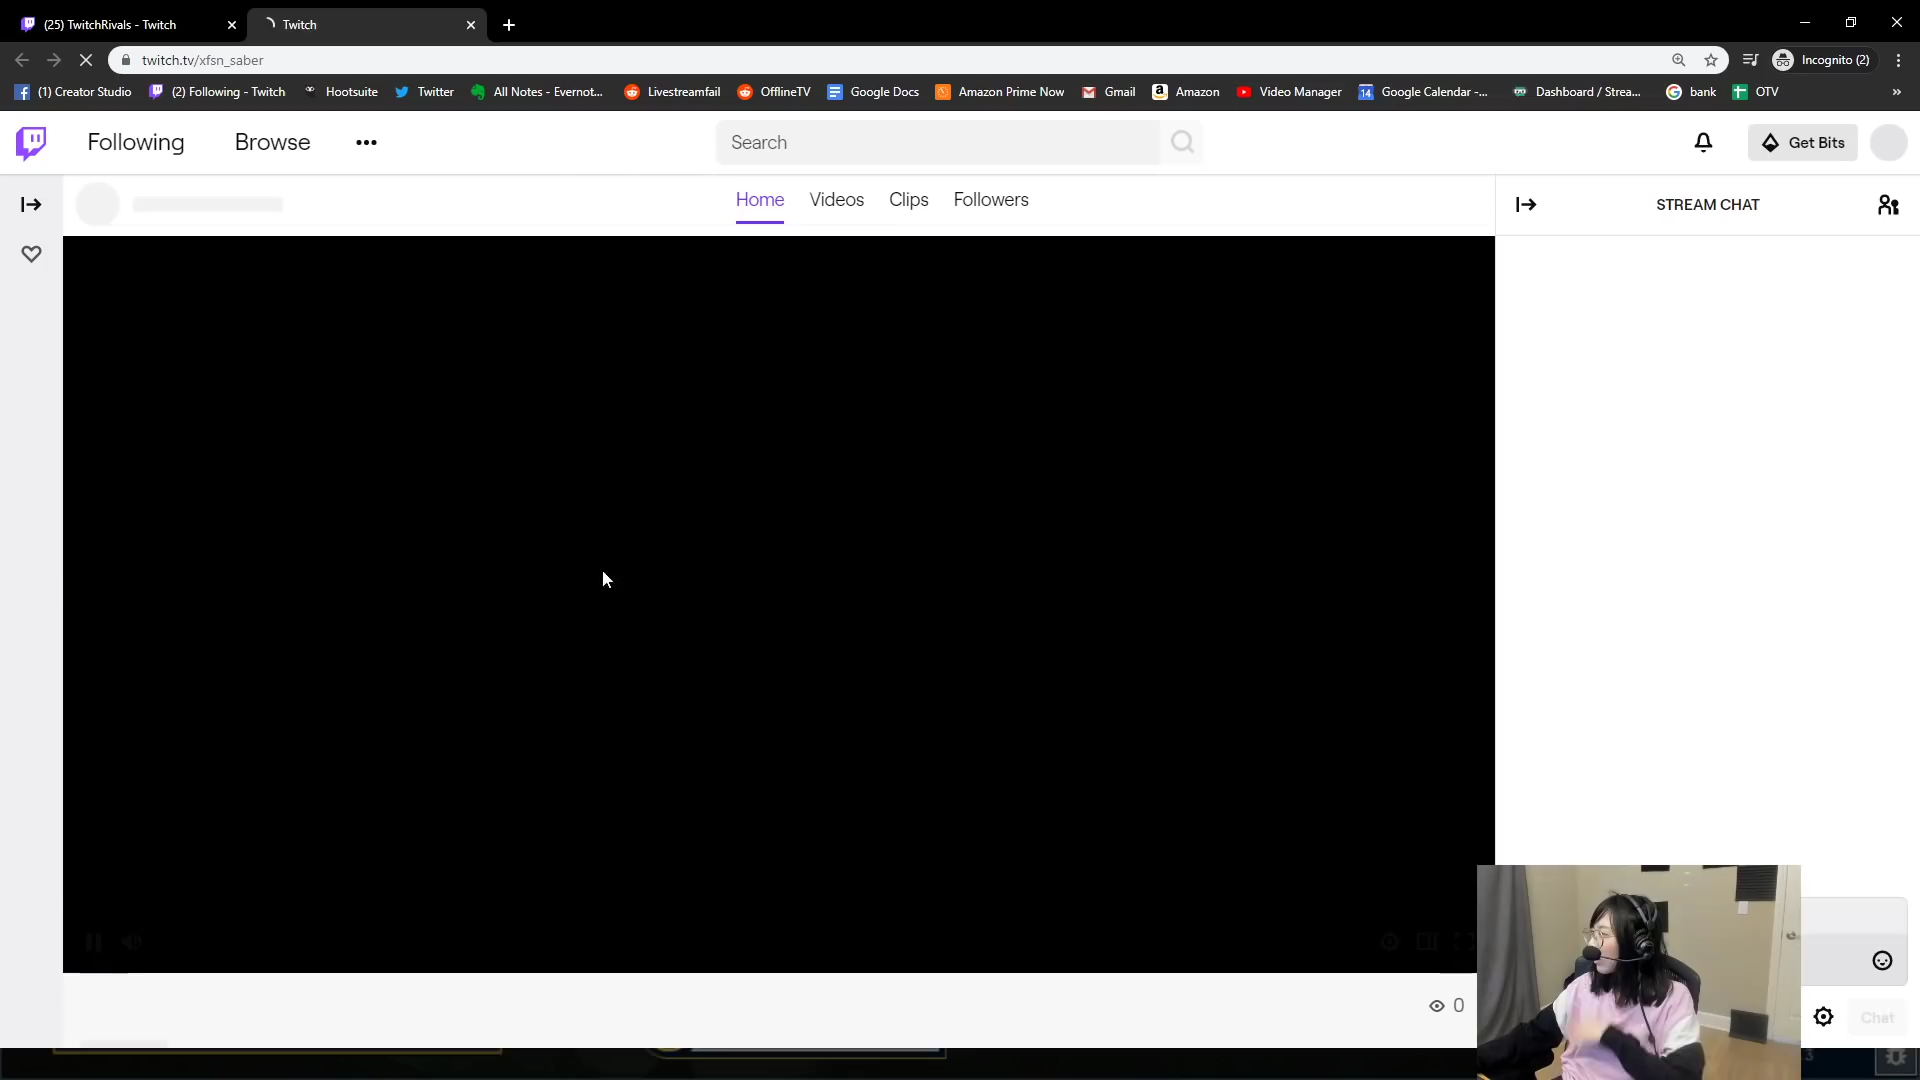 (25) TwitchRivals - Twitch
Twitch
twitch.tv/xfsn_saber
Incognito (2)
(1) Creator Studio
(2) Following - Twitch
Hootsuite
Twitter
All Notes - Evernot...
Livestreamfail
OfflineTV
Google Docs
Amazon Prime Now
Gmail
Amazon
Video Manager
14
Google Calendar -...
Dashboard / Strea...
bank
OTV
»
Following
Browse
Search
Get Bits
Home
Videos
Clips
Followers
STREAM CHAT
0
Chat
3